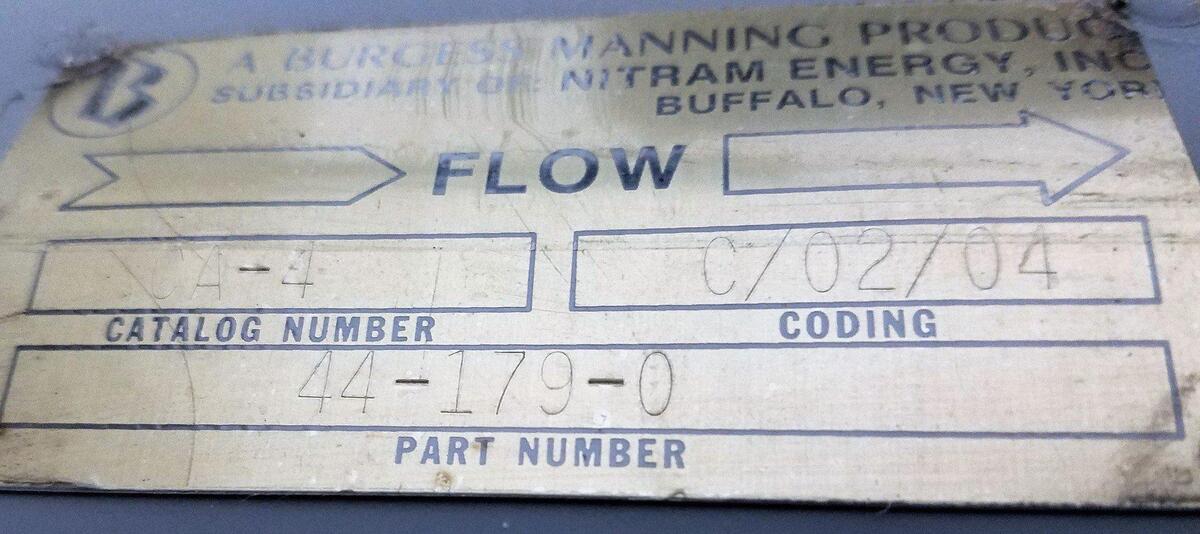 B A BURGESS MANNING PRODUC
SUBSIDIARY OF: NITRAM ENERGY, INC
BUFFALO, NEW YOR
FLOW
CA-4 C/02/04
CATALOG NUMBER CODING
44-179-0
PART NUMBER